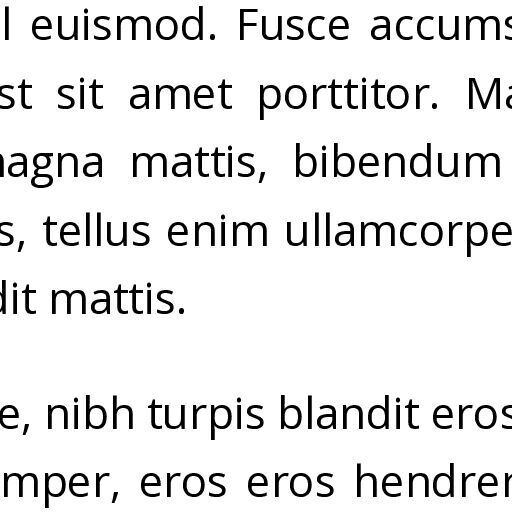 l euismod. Fusce accums
st sit amet porttitor. Ma
nagna mattis, bibendum
s, tellus enim ullamcorpe
dit mattis.
e, nibh turpis blandit eros
mper, eros eros hendrer